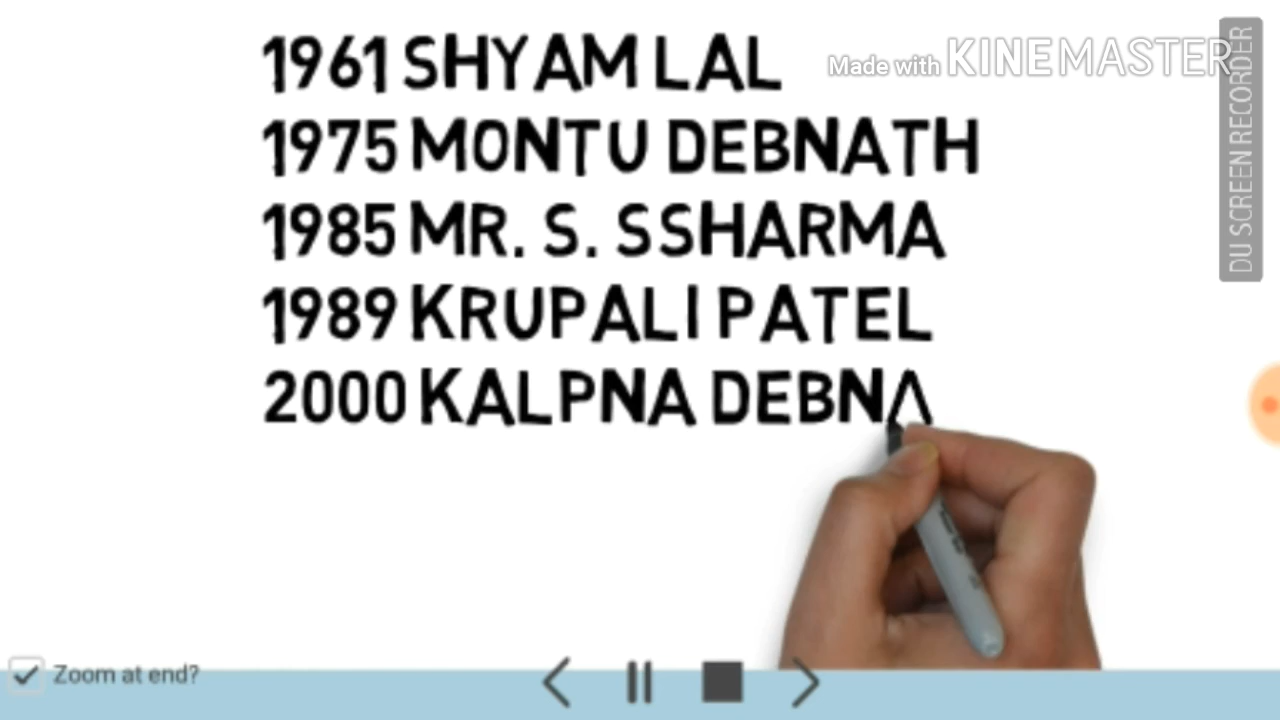 1961 SHYAM LAL
Made with KINEMASTER
DU SCREEN RECORDER
1975 MONTU DEBNATH
1985 MR. S. SSHARMA
1989 KRUPALI PATEL
2000 KALPNA DEBNA
Zoom at end?